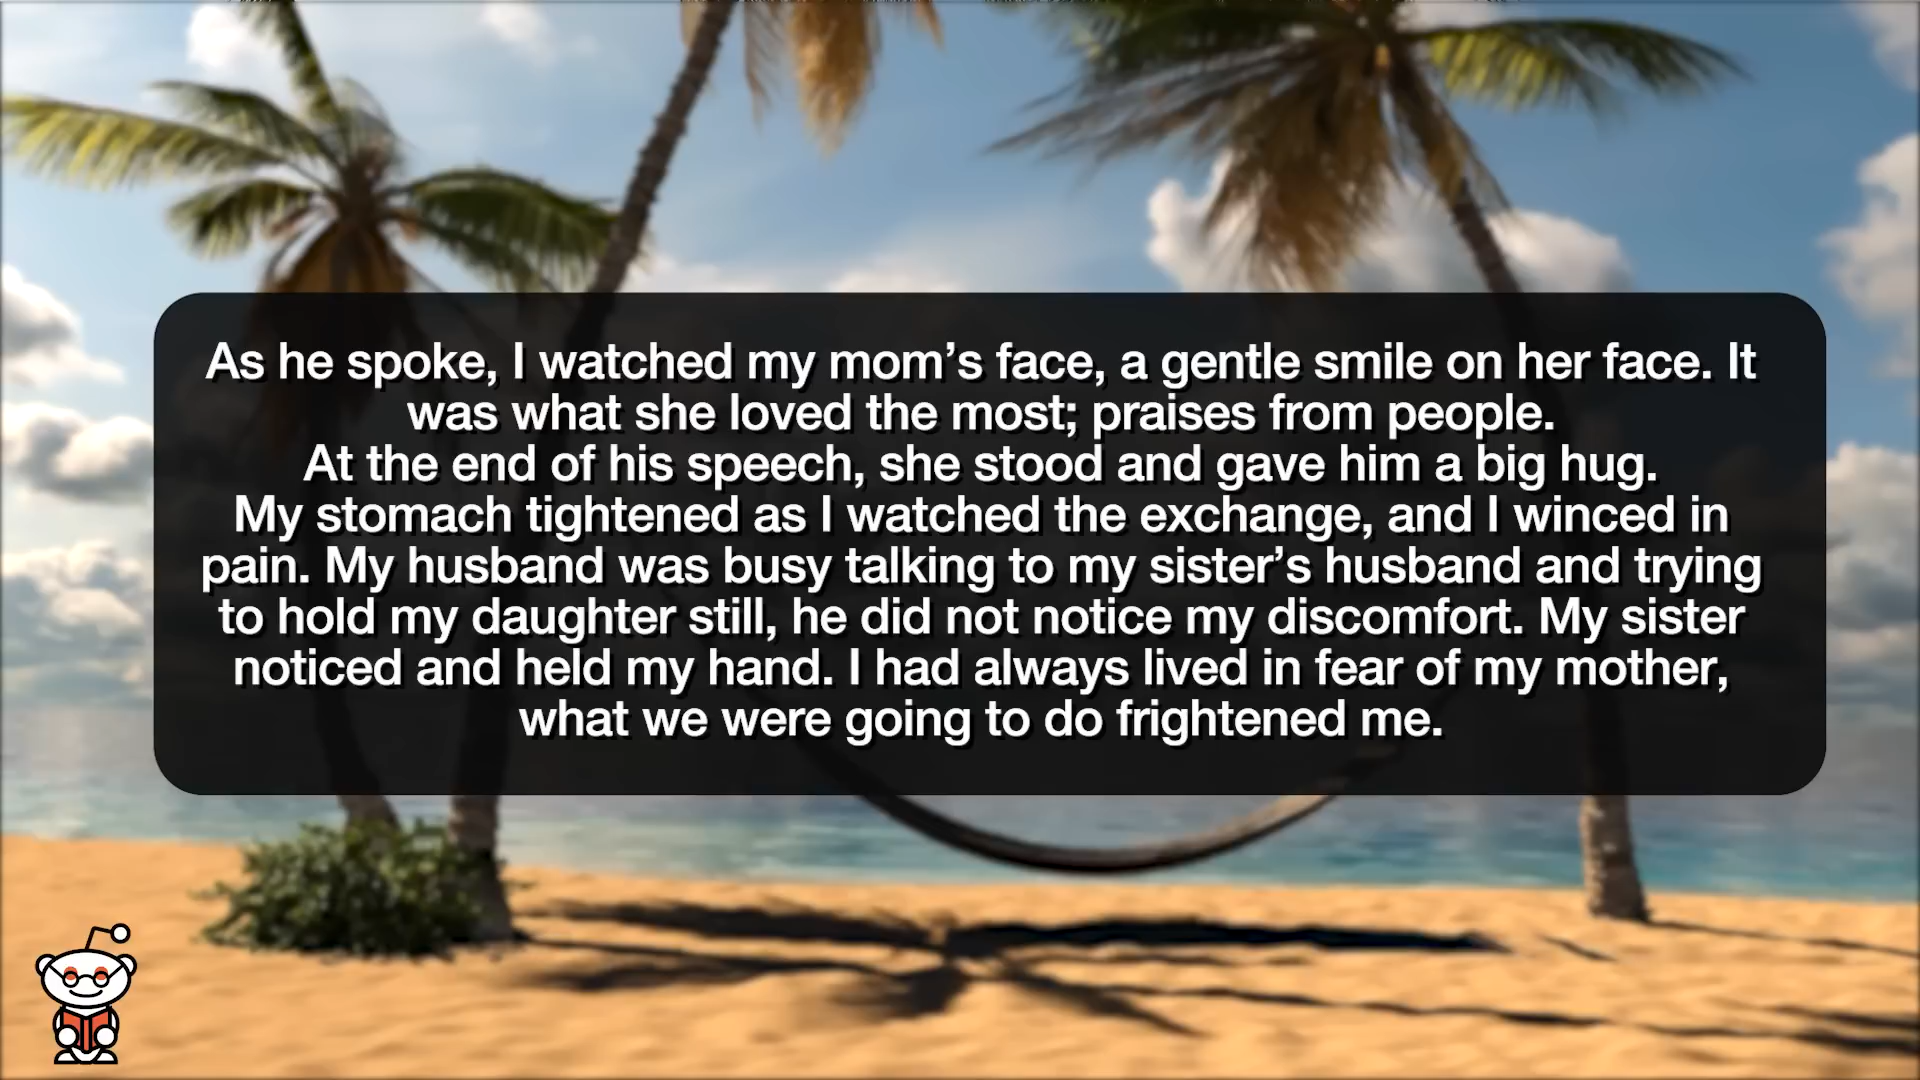 As he spoke, I watched my mom’s face, a gentle smile on her face. It
was what she loved the most; praises from people.
At the end of his speech, she stood and gave him a big hug.
My stomach tightened as I watched the exchange, and I winced in
pain. My husband was busy talking to my sister’s husband and trying
to hold my daughter still, he did not notice my discomfort. My sister
noticed and held my hand. I had always lived in fear of my mother,
what we were going to do frightened me.